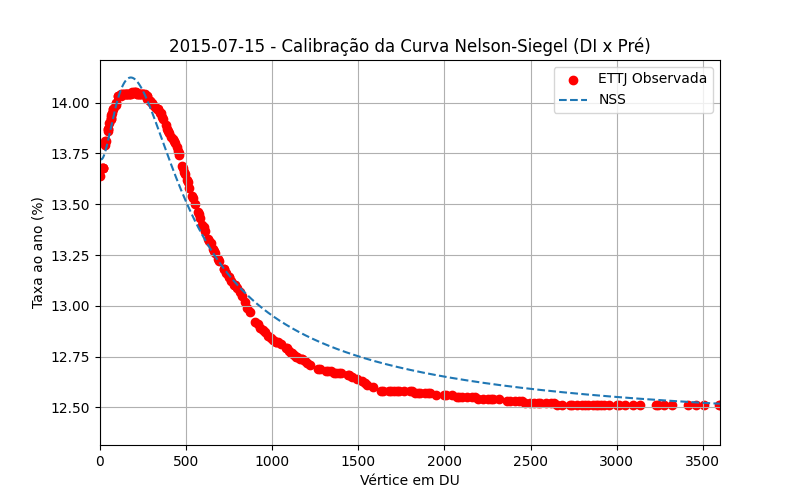 2015-07-15 - Calibração da Curva Nelson-Siegel (DI x Pré)
ETTJ Observada
NSS
14.00
13.75
13.50
13.25
13.00
12.75
12.50
Taxa ao ano (%)
0 500 1000 1500 2000 2500 3000 3500
Vértice em DU